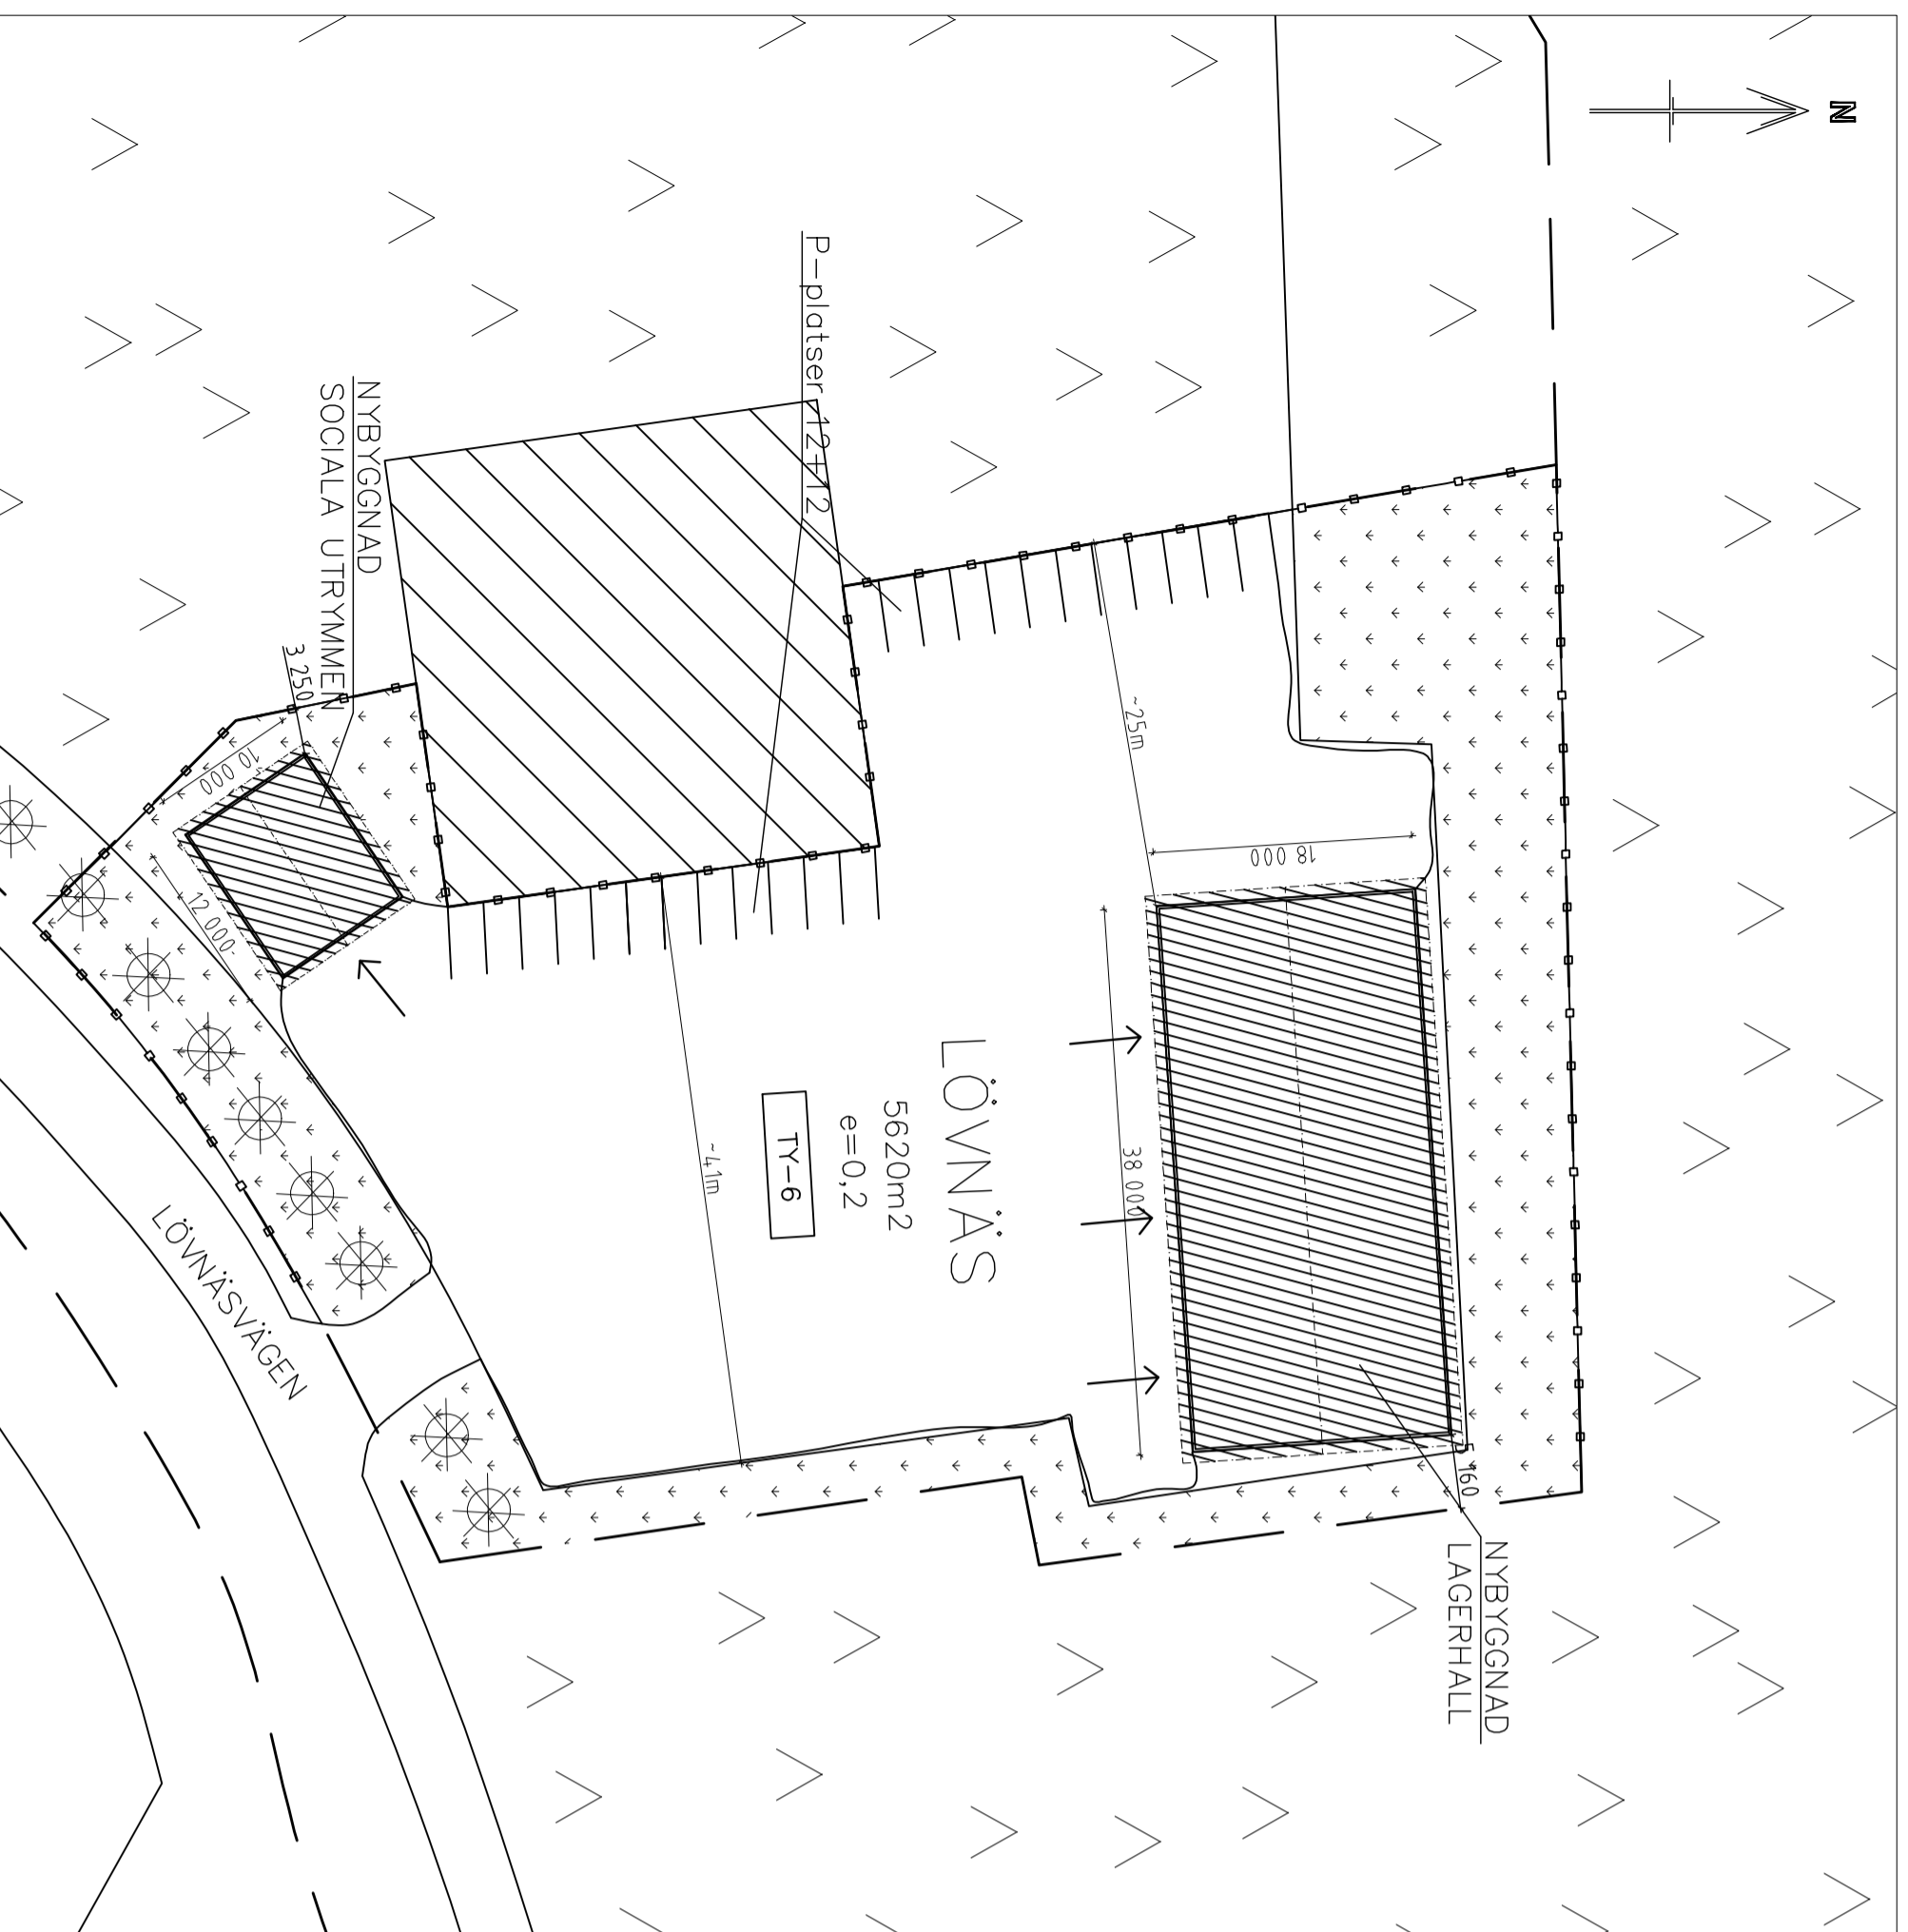 N
P-platser 12+12
NYBYGGNAD
SOCIALA UTRYMMEN
3 250
10 000
12 000
~25m
18 000
38 000
~41m
LÖVNÄS
5620m2
e=0,2
TY-6
LÖVNÄSVÄGEN
NYBYGGNAD
LAGERHALL